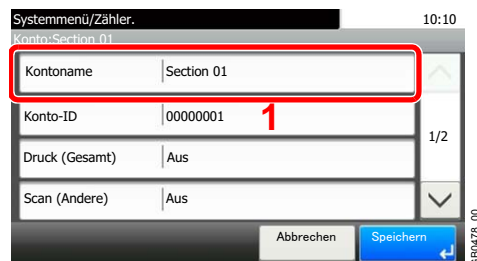 Systemmenü/Zähler. 10:10
Konto:Section 01
Kontoname Section 01
1
Konto-ID 00000001
1/2
Druck (Gesamt) Aus
Scan (Andere) Aus
Abbrechen Speichern